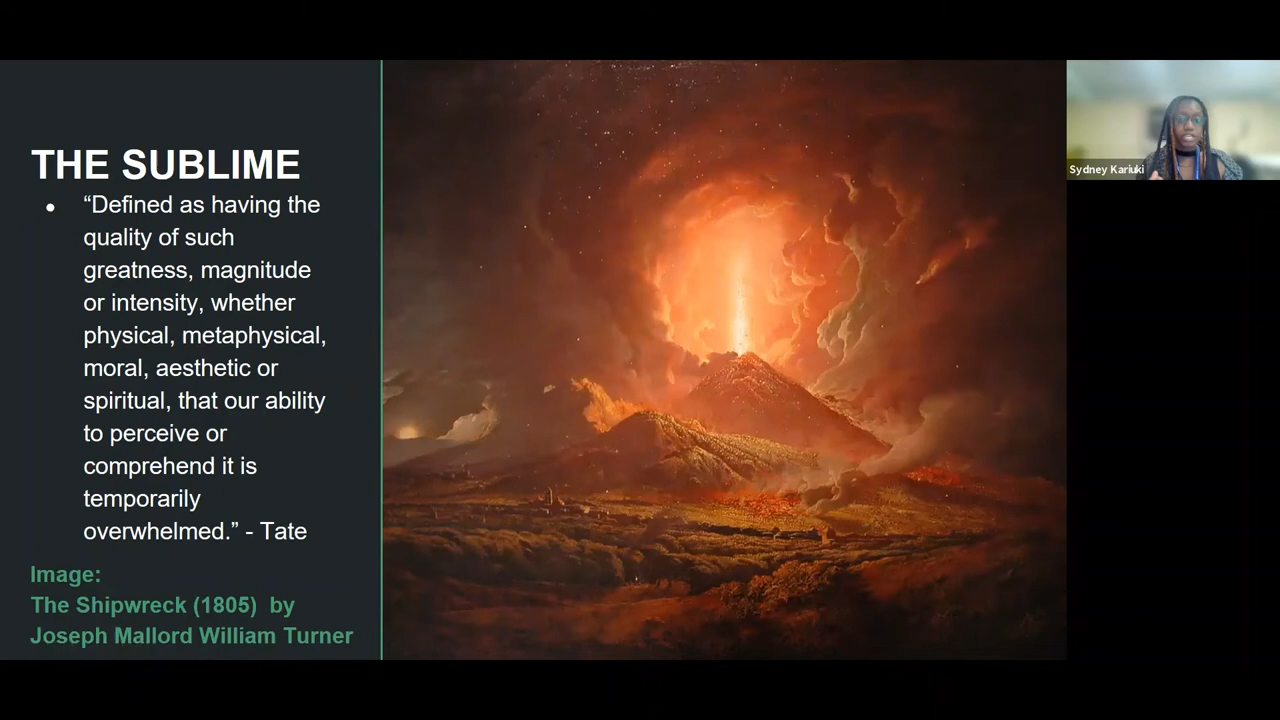 THE SUBLIME
● “Defined as having the
quality of such
greatness, magnitude
or intensity, whether
physical, metaphysical,
moral, aesthetic or
spiritual, that our ability
to perceive or
comprehend it is
temporarily
overwhelmed.” - Tate
Image:
The Shipwreck (1805)  by
Joseph Mallord William Turner
Sydney Kariuki